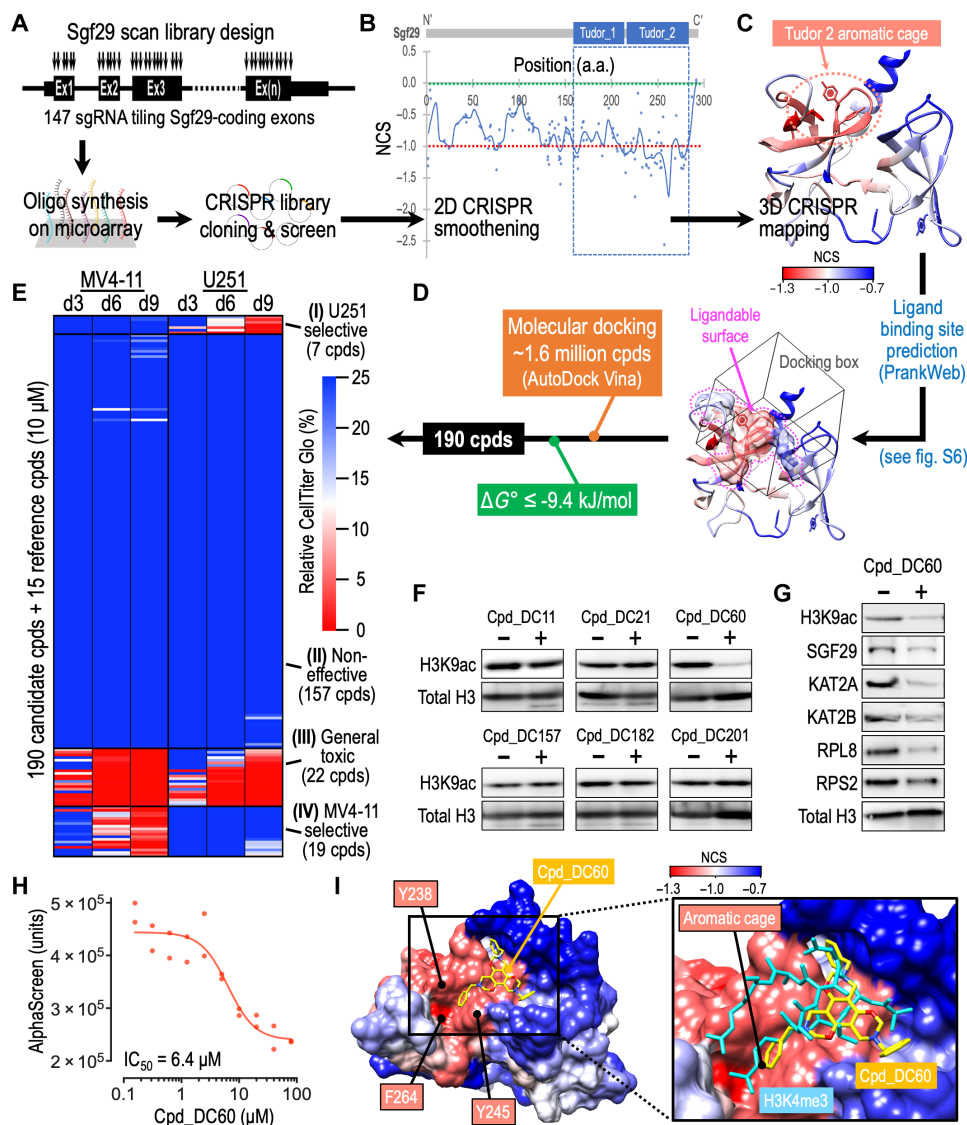 A
Sgf29 scan library design
Ex1
Ex2
Ex3
Ex(n)
147 sgRNA tiling Sgf29-coding exons
Oligo synthesis
on microarray
CRISPR library
cloning & screen
B
N'
C'
Sgf29
Tudor_1
Tudor_2
Position (a.a.)
NCS
0.5
0.0
−0.5
−1.0
−1.5
−2.0
−2.5
0
50
100
150
200
250
300
2D CRISPR
smoothening
C
Tudor 2 aromatic cage
3D CRISPR
mapping
NCS
−1.3
−1.0
−0.7
Ligand
binding site
prediction
(PrankWeb)
(see fig. S6)
D
Molecular docking
~1.6 million cpds
(AutoDock Vina)
190 cpds
ΔG° ≤ -9.4 kJ/mol
Ligandable
surface
Docking box
E
MV4-11
U251
d3
d6
d9
d3
d6
d9
190 candidate cpds + 15 reference cpds (10 µM)
(I) U251
selective
(7 cpds)
Relative CellTiter Glo (%)
25
20
15
10
5
0
(II) Non-
effective
(157 cpds)
(III) General
toxic
(22 cpds)
(IV) MV4-11
selective
(19 cpds)
F
Cpd_DC11
Cpd_DC21
Cpd_DC60
− + − + − +
H3K9ac
Total H3
Cpd_DC157
Cpd_DC182
Cpd_DC201
− + − + − +
H3K9ac
Total H3
G
Cpd_DC60
− +
H3K9ac
SGF29
KAT2A
KAT2B
RPL8
RPS2
Total H3
H
AlphaScreen (units)
5 × 10⁵
4 × 10⁵
3 × 10⁵
2 × 10⁵
IC₅₀ = 6.4 µM
0.1
1
10
100
Cpd_DC60 (µM)
I
Y238
Cpd_DC60
F264
Y245
NCS
−1.3
−1.0
−0.7
Aromatic cage
H3K4me3
Cpd_DC60